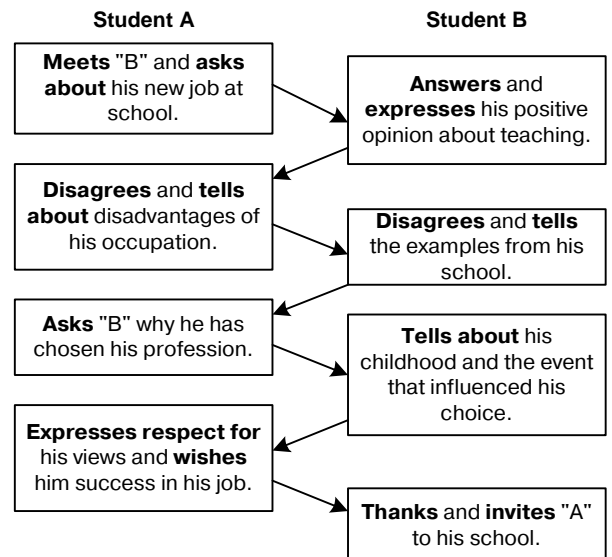 Student A
Student B
Meets "B" and asks
about his new job at
school.
Answers and
expresses his positive
opinion about teaching.
Disagrees and tells
about disadvantages of
his occupation.
Disagrees and tells
the examples from his
school.
Asks "B" why he has
chosen his profession.
Tells about his
childhood and the event
that influenced his
choice.
Expresses respect for
his views and wishes
him success in his job.
Thanks and invites "A"
to his school.